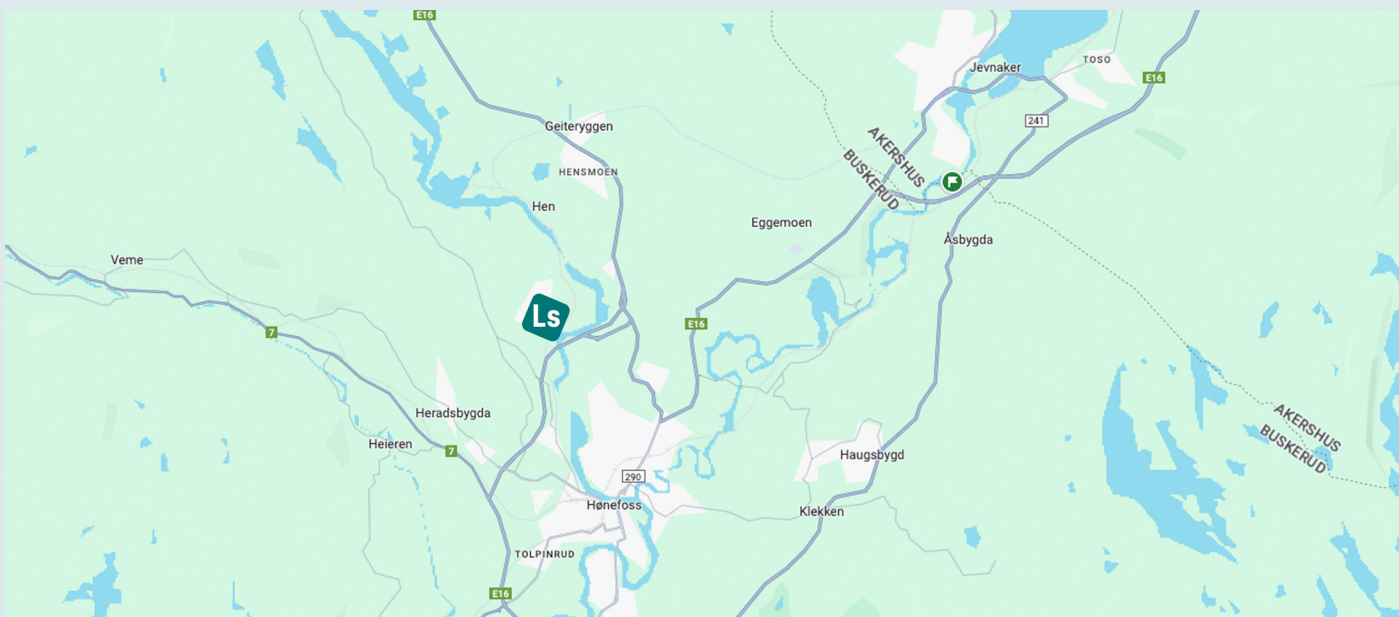 E16
Jevnaker
TOSO
E16
241
Geiteryggen
AKERSHUS
BUSKERUD
HENSMOEN
Hen
Eggemoen
Åsbygda
Veme
Ls
E16
7
Heradsbygda
AKERSHUS
BUSKERUD
Heieren
7
Haugsbygd
290
Hønefoss
Klekken
TOLPINRUD
E16